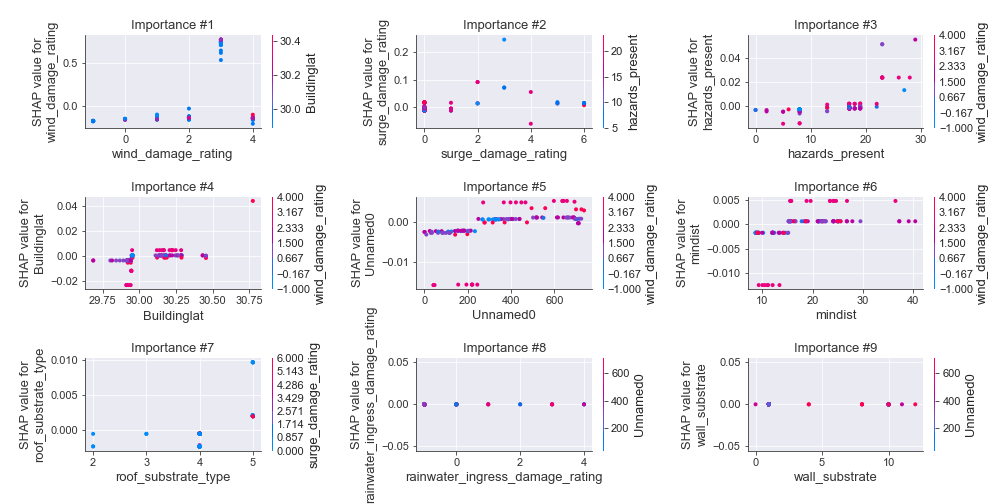 Importance #1
SHAP value for
wind_damage_rating
0.5
0.0
0
2
4
wind_damage_rating
30.4
30.2
30.0
Buildinglat
Importance #2
SHAP value for
surge_damage_rating
0.2
0.1
0.0
0
2
4
6
surge_damage_rating
20
15
10
5
hazards_present
Importance #3
SHAP value for
hazards_present
0.04
0.02
0.00
0
10
20
30
hazards_present
4.000
3.167
2.333
1.500
0.667
−0.167
−1.000
wind_damage_rating
Importance #4
SHAP value for
Buildinglat
0.04
0.02
0.00
−0.02
29.75
30.00
30.25
30.50
30.75
Buildinglat
4.000
3.167
2.333
1.500
0.667
−0.167
−1.000
wind_damage_rating
Importance #5
SHAP value for
Unnamed0
0.00
−0.01
0
200
400
600
Unnamed0
4.000
3.167
2.333
1.500
0.667
−0.167
−1.000
wind_damage_rating
Importance #6
SHAP value for
mindist
0.005
0.000
−0.005
−0.010
10
20
30
40
mindist
4.000
3.167
2.333
1.500
0.667
−0.167
−1.000
wind_damage_rating
Importance #7
SHAP value for
roof_substrate_type
0.010
0.005
0.000
2
3
4
5
roof_substrate_type
6.000
5.143
4.286
3.429
2.571
1.714
0.857
0.000
surge_damage_rating
Importance #8
SHAP value for
rainwater_ingress_damage_rating
0.05
0.00
−0.05
0
2
4
rainwater_ingress_damage_rating
600
400
200
Unnamed0
Importance #9
SHAP value for
wall_substrate
0.05
0.00
−0.05
0
5
10
wall_substrate
600
400
200
Unnamed0